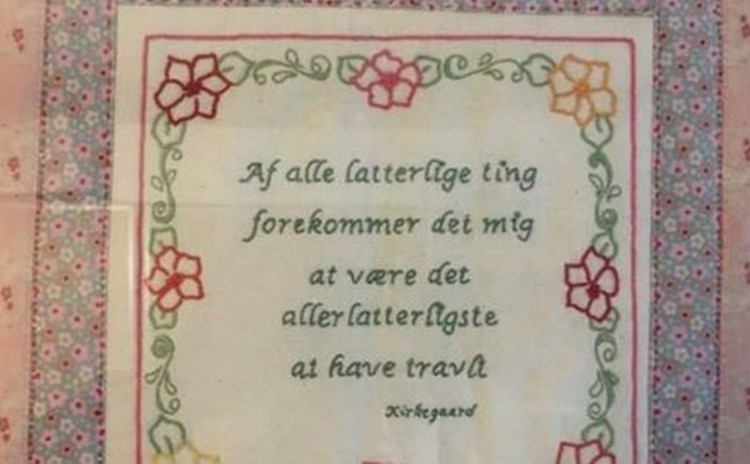 Af alle latterlige ting
forekommer det mig
at være det
allerlatterligste
at have travlt
Kirkegaard